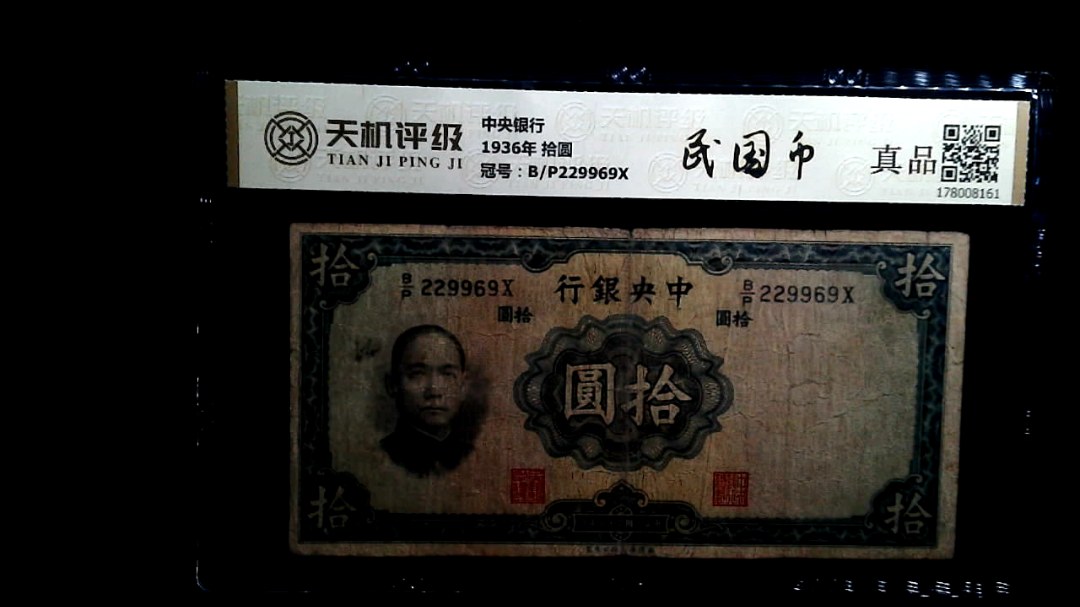 天机评级
TIAN JI PING JI
中央银行
1936年 拾圆
冠号：B/P229969X
民国币
真品
178008161
拾
拾
B/P 229969X
行銀央中
B/P 229969X
圓拾
圓拾
圓拾
拾
拾